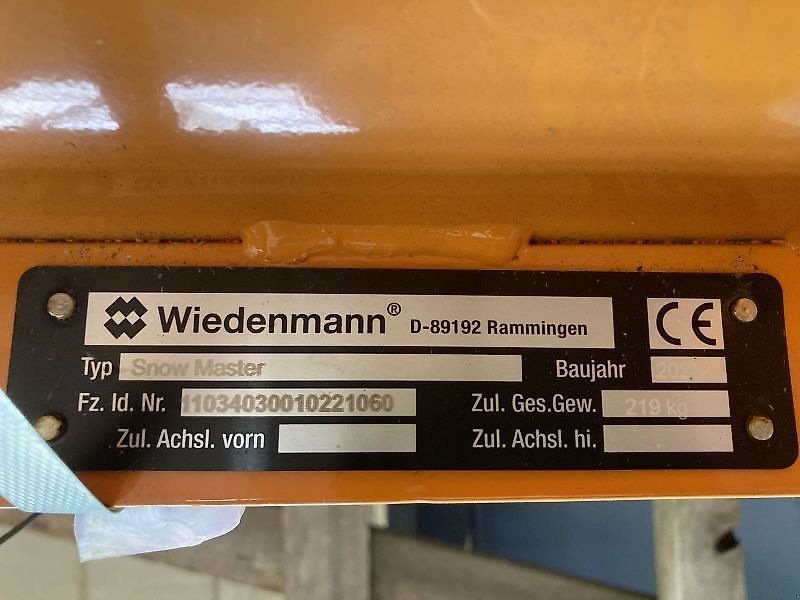 Wiedenmann® D-89192 Rammingen CE
Typ Snow Master Baujahr
Fz. Id. Nr. 11034030010221060 Zul. Ges.Gew. 219 kg
Zul. Achsl. vorn Zul. Achsl. hi.